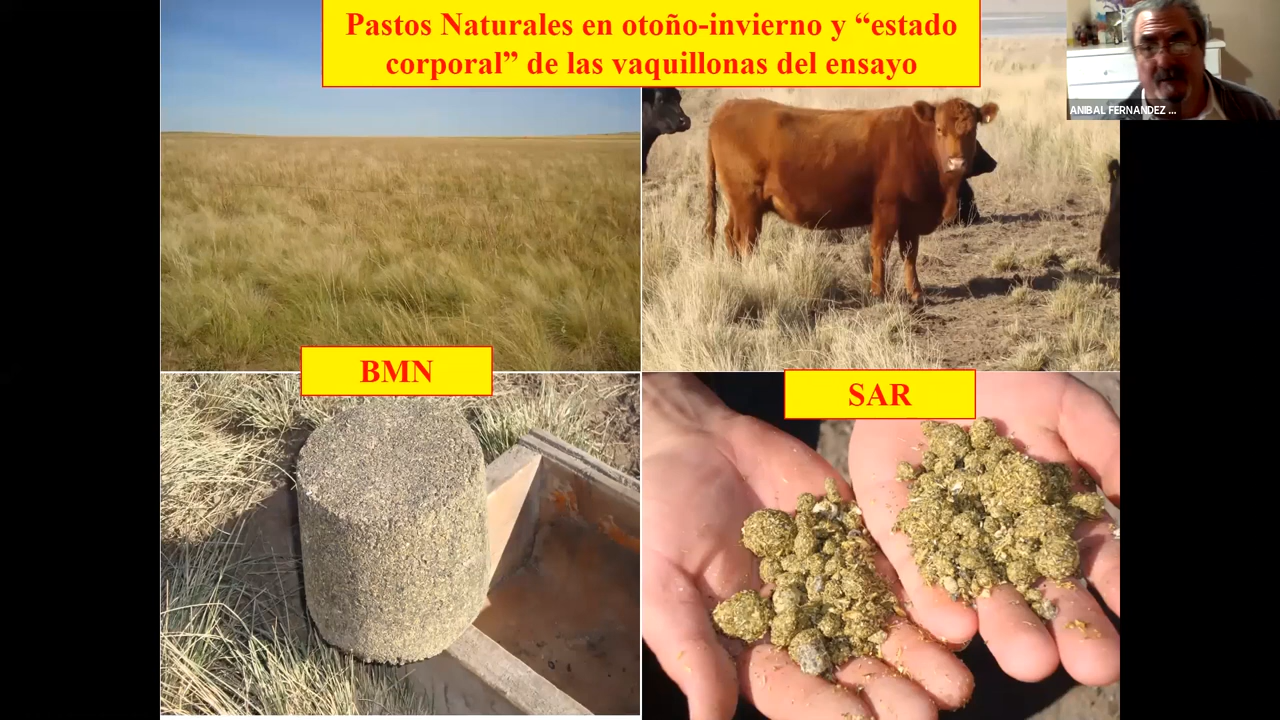 Pastos Naturales en otoño-invierno y “estado
corporal” de las vaquillonas del ensayo
ANIBAL FERNANDEZ ...
BMN
SAR